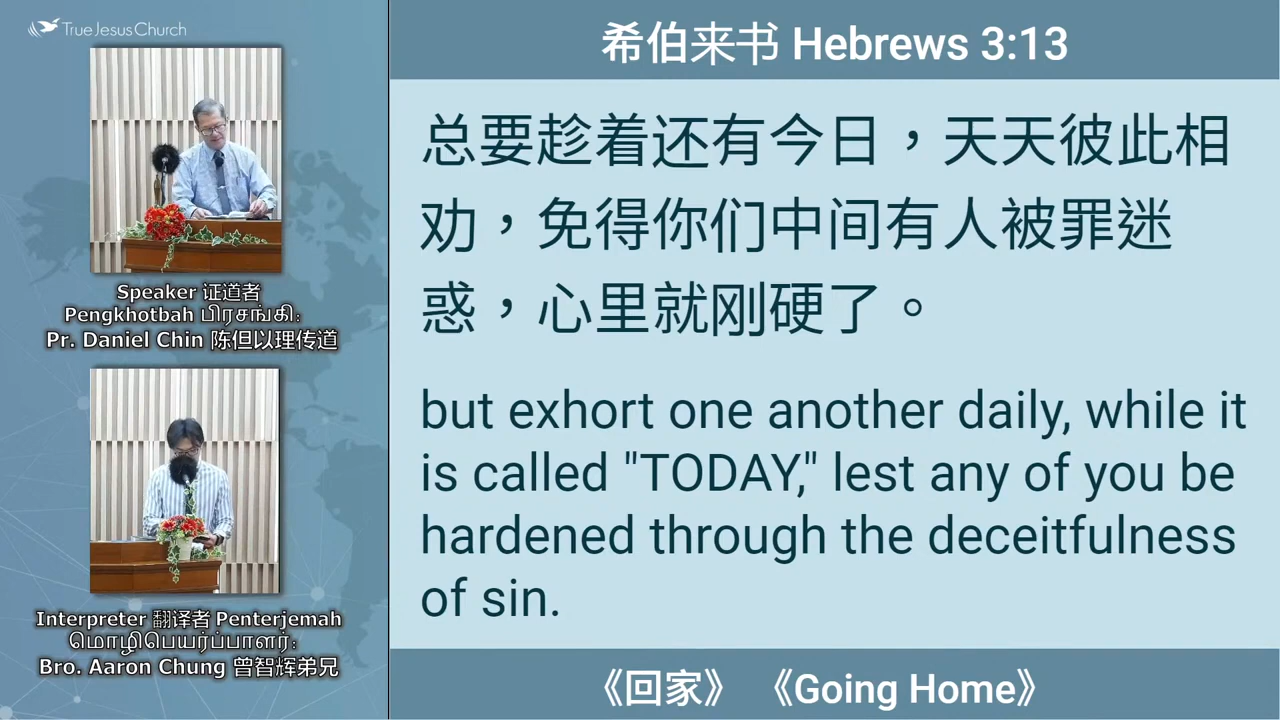 True Jesus Church
Speaker 证道者
Pengkhotbah பிரசங்கி:
Pr. Daniel Chin 陈但以理传道
Interpreter 翻译者 Penterjemah
மொழிபெயர்ப்பாளர்:
Bro. Aaron Chung 曾智辉弟兄
希伯来书 Hebrews 3:13
总要趁着还有今日，天天彼此相
劝，免得你们中间有人被罪迷
惑，心里就刚硬了。
but exhort one another daily, while it
is called "TODAY," lest any of you be
hardened through the deceitfulness
of sin.
《回家》 《Going Home》